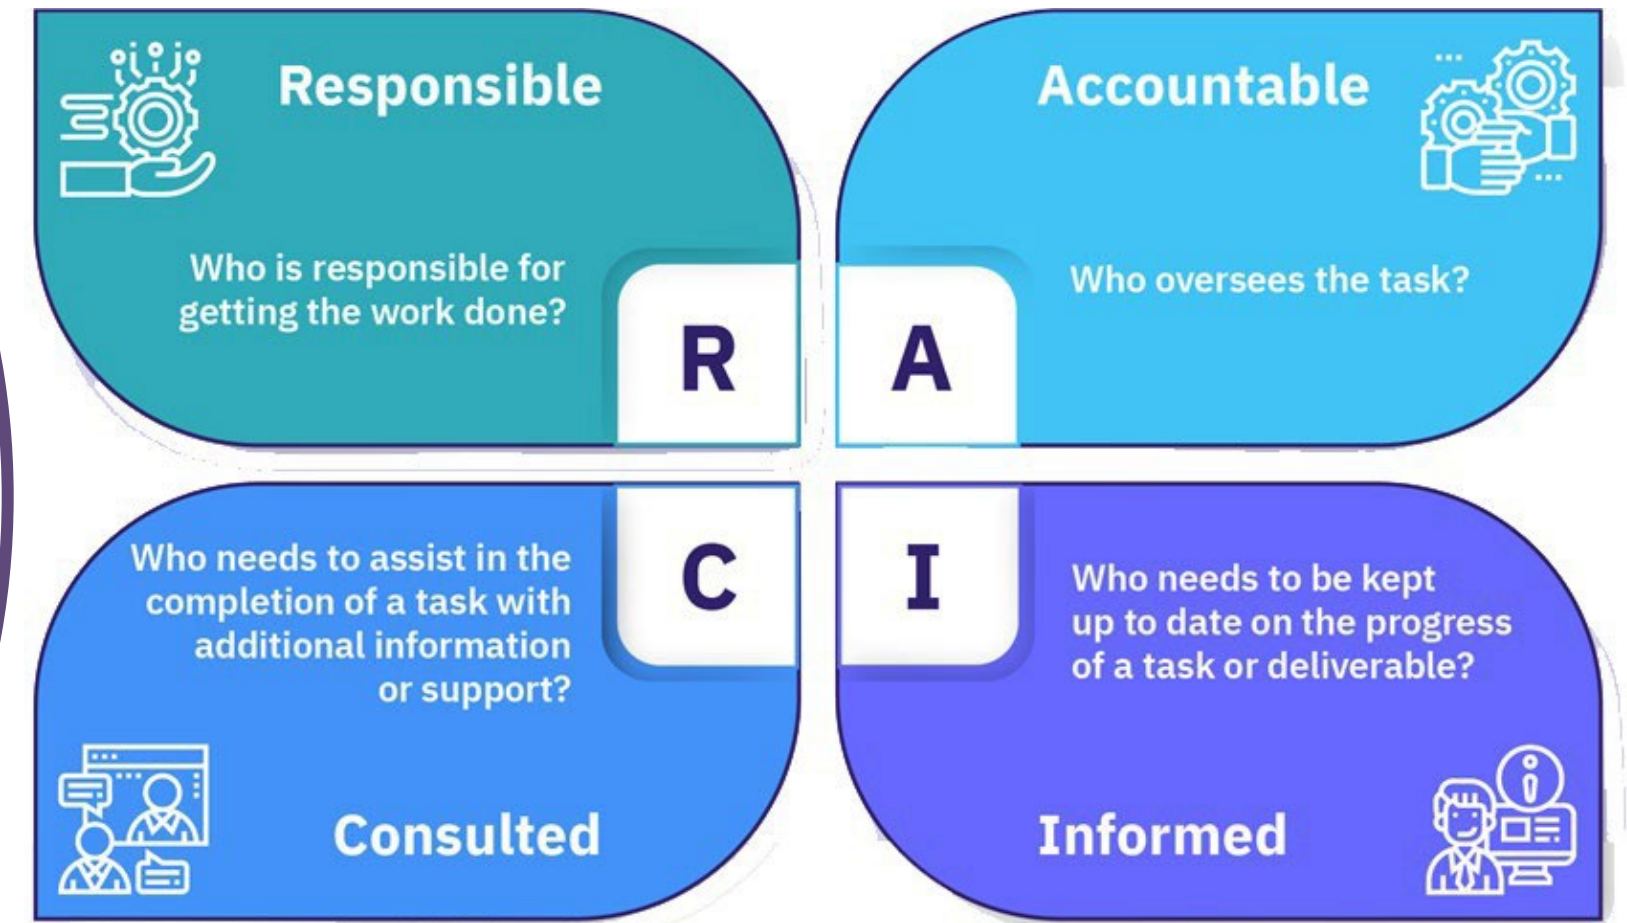 Responsible
Who is responsible for
getting the work done?
R
Accountable
Who oversees the task?
A
C
Who needs to assist in the
completion of a task with
additional information
or support?
Consulted
I
Who needs to be kept
up to date on the progress
of a task or deliverable?
Informed